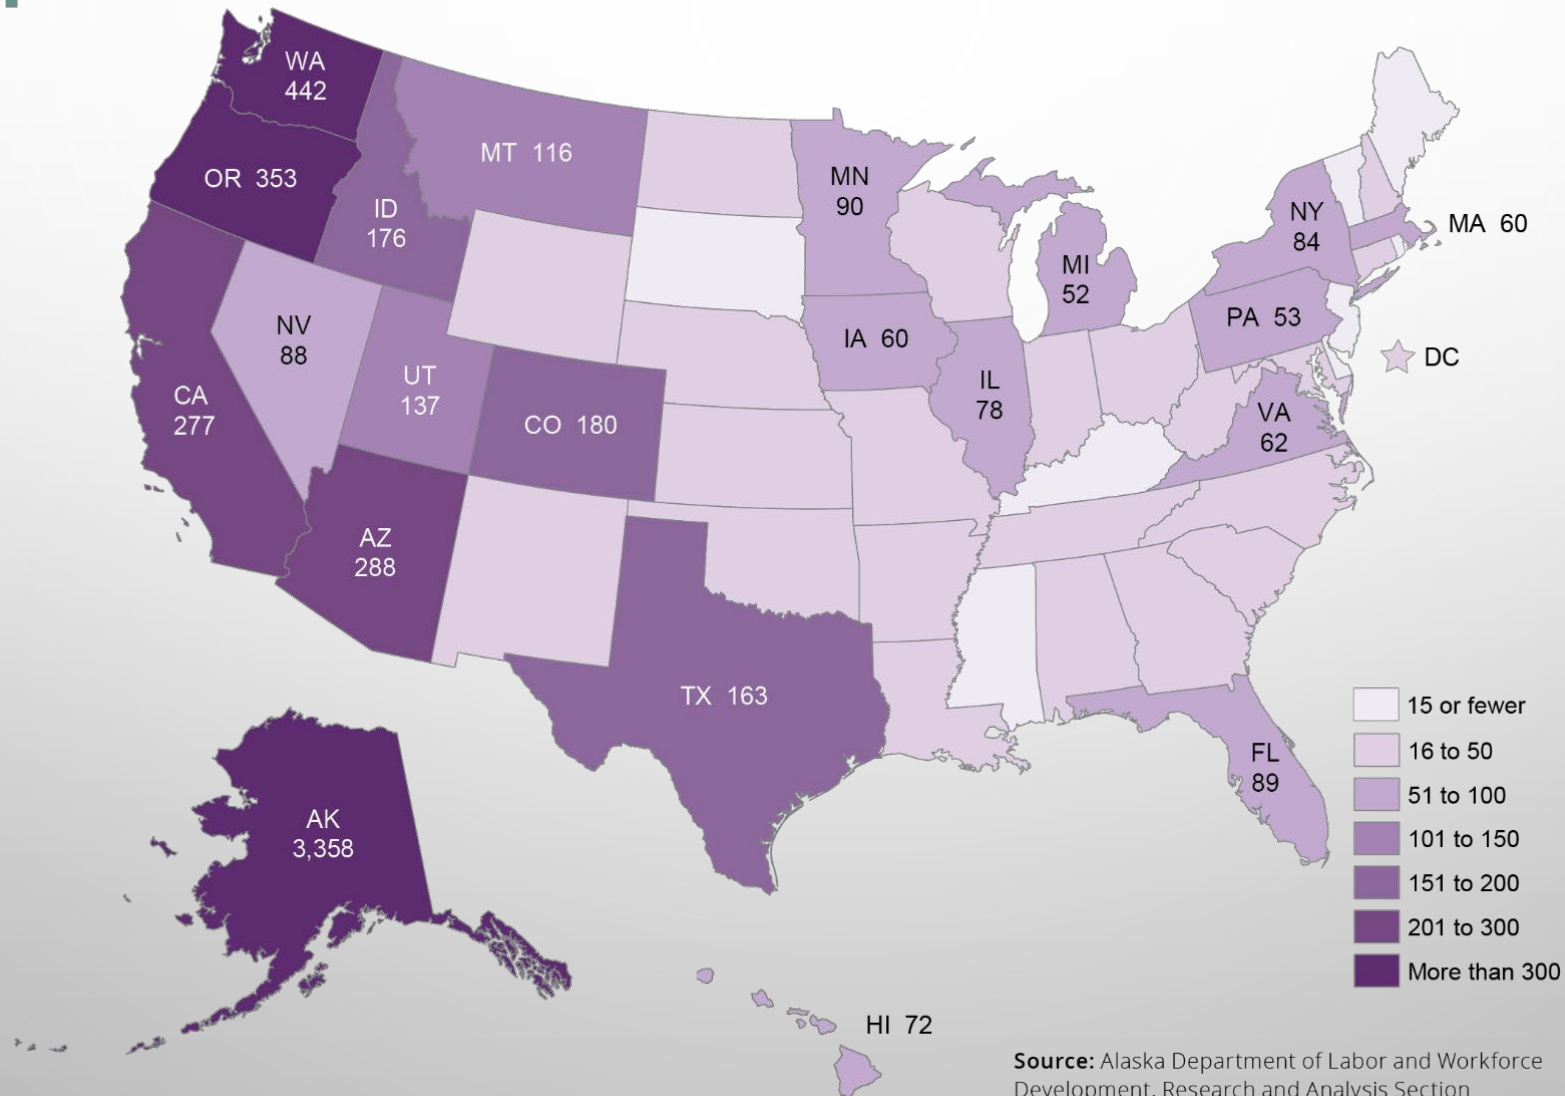 WA
442
OR 353
ID
176
MT 116
MN
90
NY
84
MA 60
MI
52
PA 53
NV
88
IA 60
DC
UT
137
IL
78
CA
277
CO 180
VA
62
AZ
288
TX 163
FL
89
AK
3,358
HI 72
15 or fewer
16 to 50
51 to 100
101 to 150
151 to 200
201 to 300
More than 300
Source: Alaska Department of Labor and Workforce
Development, Research and Analysis Section